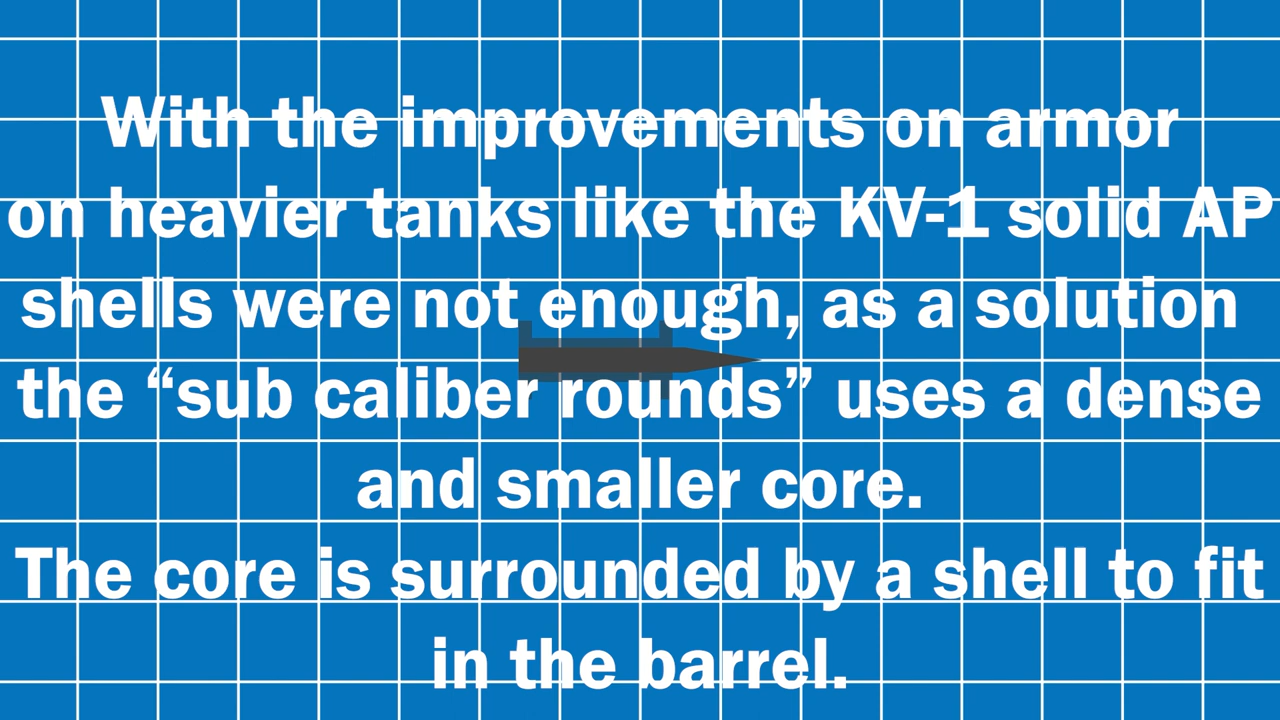 With the improvements on armor
on heavier tanks like the KV-1 solid AP
shells were not enough, as a solution
the “sub caliber rounds” uses a dense
and smaller core.
The core is surrounded by a shell to fit
in the barrel.